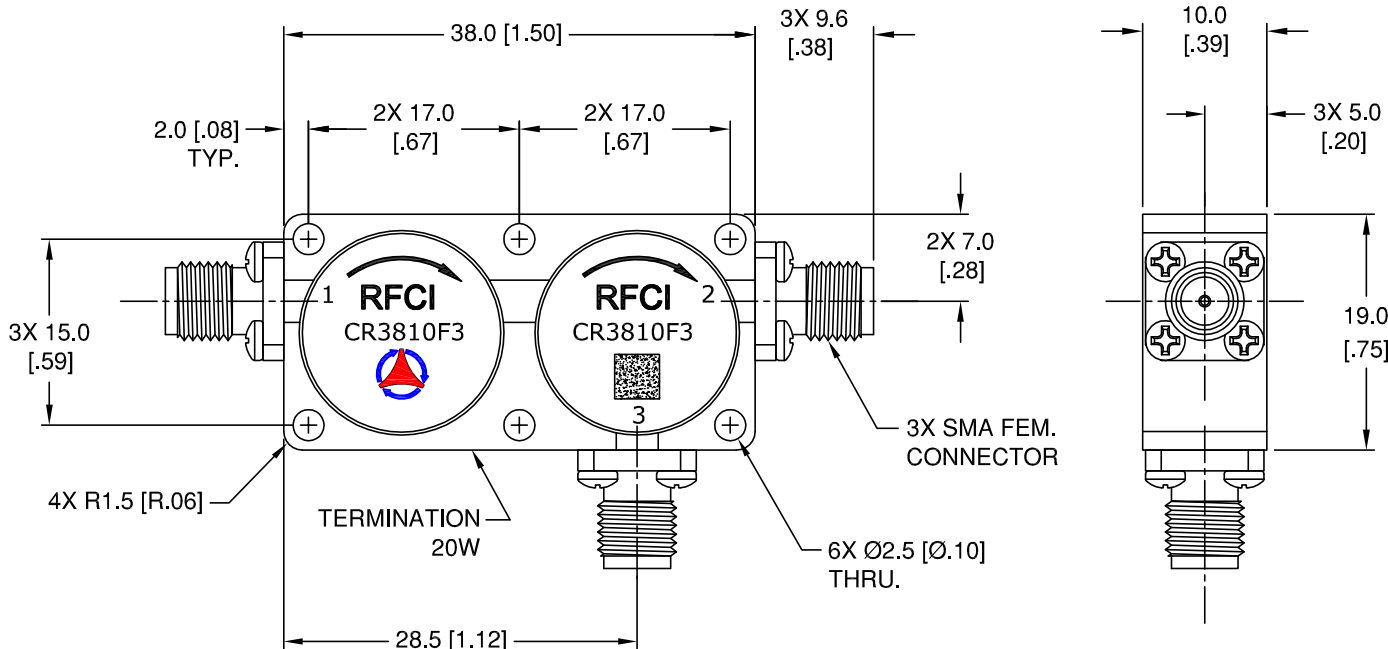 38.0 [1.50]
3X 9.6
[.38]
10.0
[.39]
2.0 [.08]
TYP.
2X 17.0
[.67]
2X 17.0
[.67]
3X 5.0
[.20]
2X 7.0
[.28]
3X 15.0
[.59]
1
RFCI
CR3810F3
RFCI
2
CR3810F3
3
19.0
[.75]
3X SMA FEM.
CONNECTOR
4X R1.5 [R.06]
TERMINATION
20W
6X Ø2.5 [Ø.10]
THRU.
28.5 [1.12]